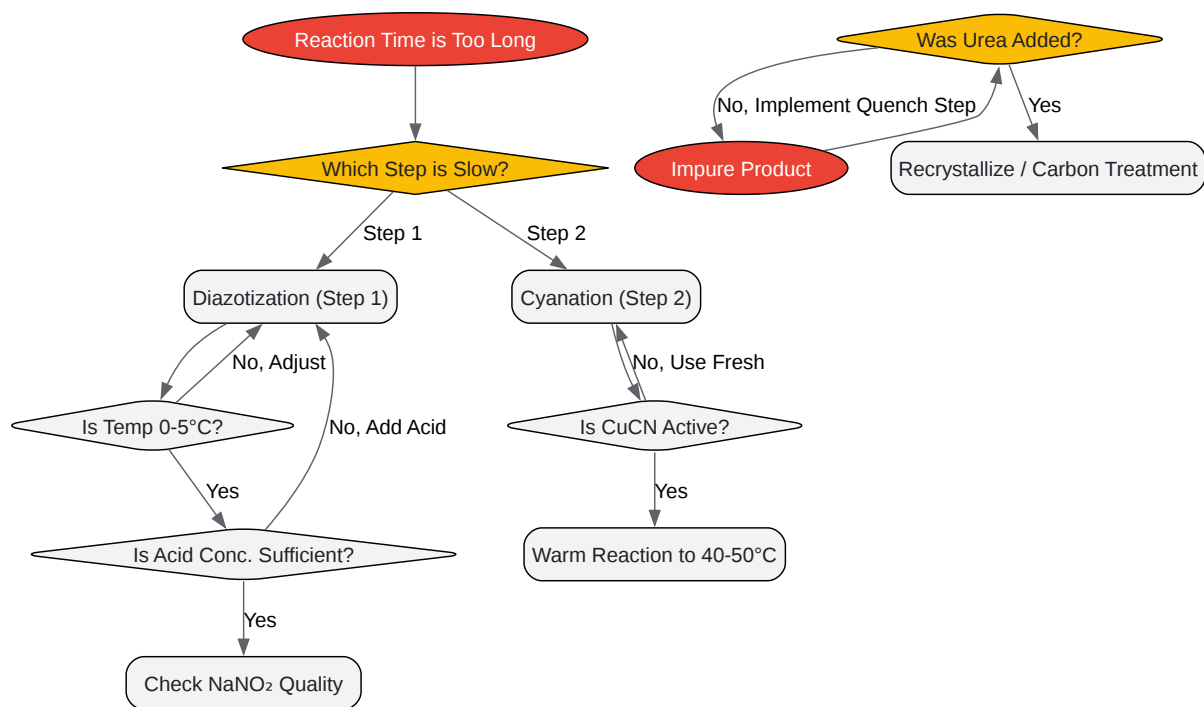 Reaction Time is Too Long
Was Urea Added?
No, Implement Quench Step
Yes
Which Step is Slow?
Impure Product
Recrystallize / Carbon Treatment
Step 1
Step 2
Diazotization (Step 1)
Cyanation (Step 2)
No, Adjust
No, Use Fresh
Is Temp 0-5°C?
No, Add Acid
Is CuCN Active?
Yes
Yes
Is Acid Conc. Sufficient?
Warm Reaction to 40-50°C
Yes
Check NaNO₂ Quality